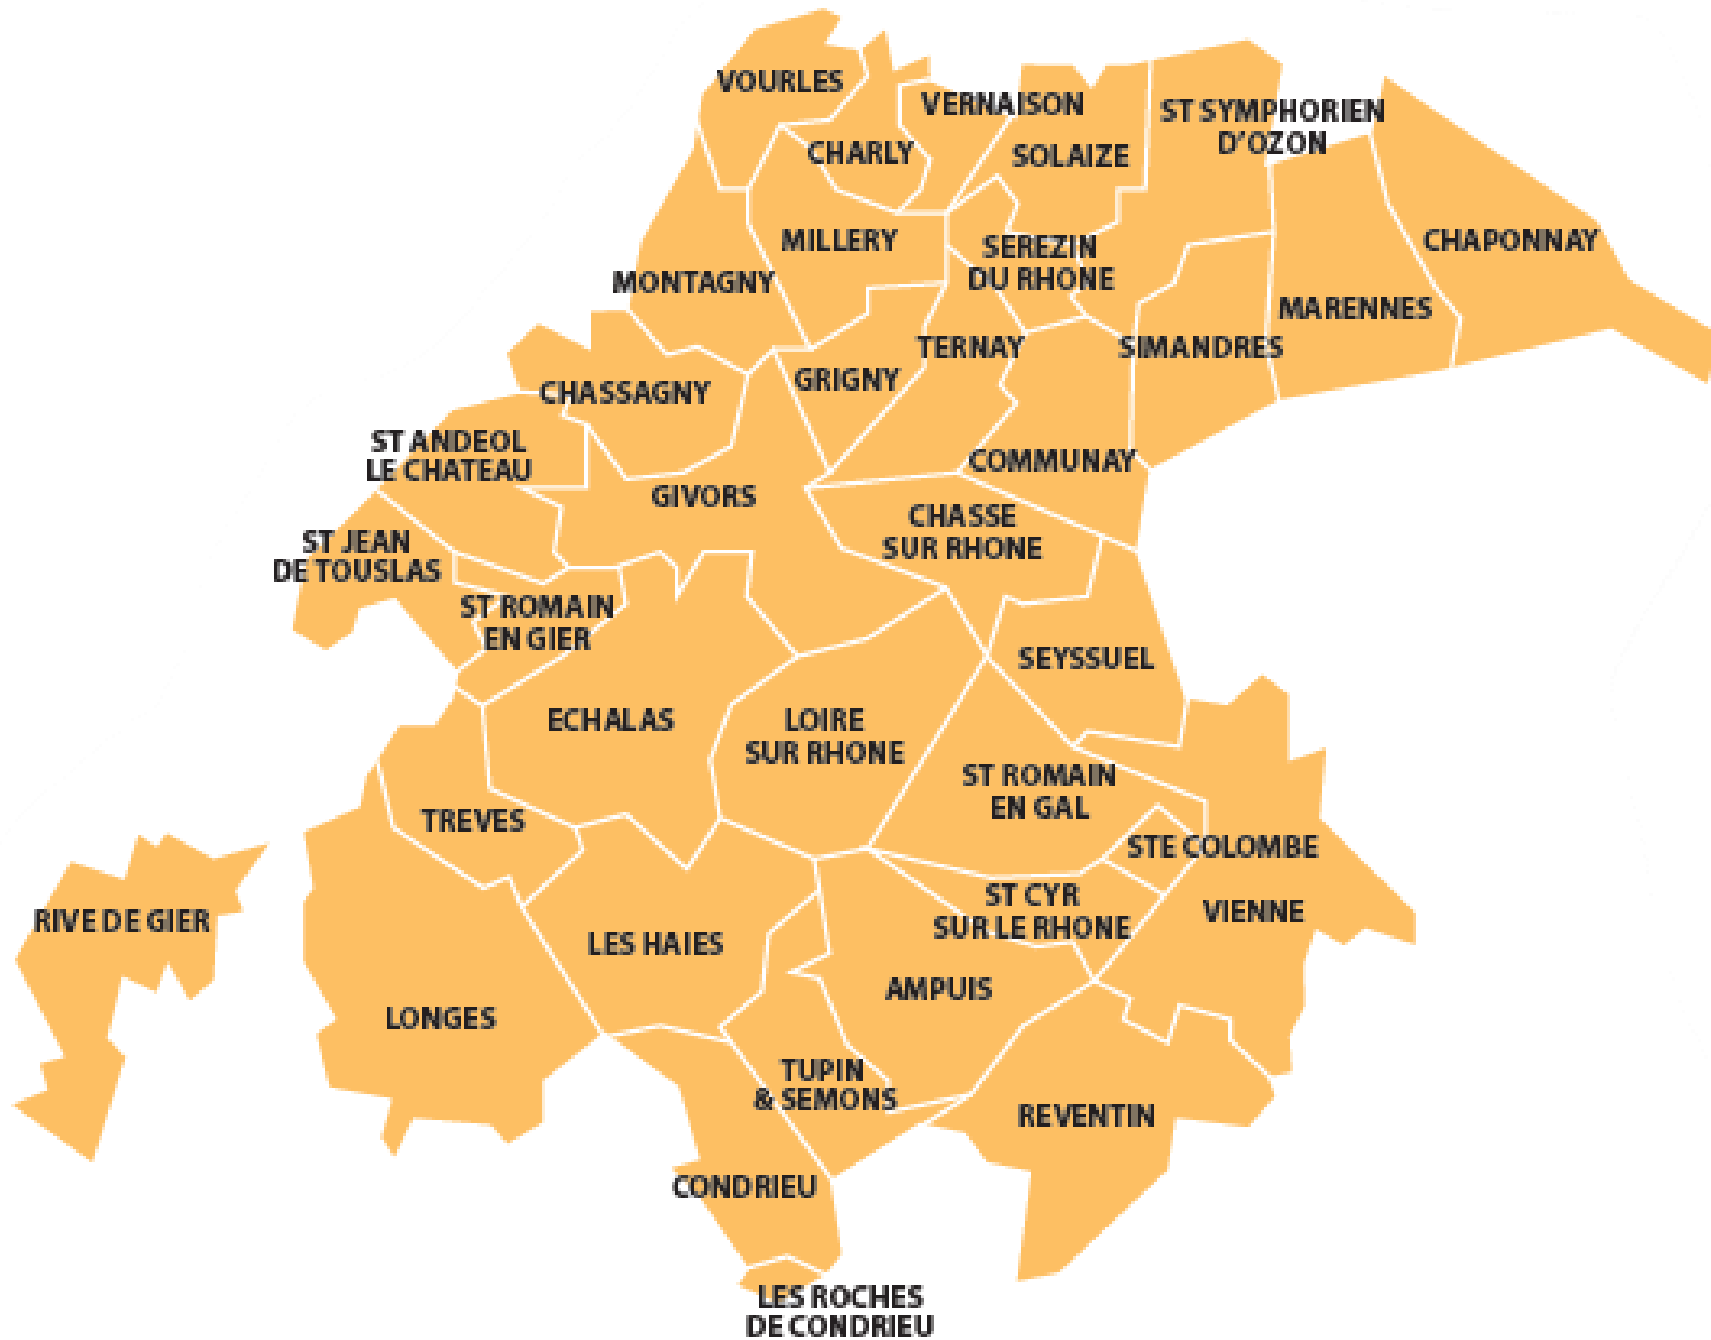 VOURLES
VERNAISON
ST SYMPHORIEN
D'OZON
CHARLY
SOLAIZE
MILLERY
SEREZIN
DU RHONE
CHAPONNAY
MONTAGNY
MARENNES
TERNAY
SIMANDRES
GRIGNY
CHASSAGNY
ST ANDEOL
LE CHATEAU
COMMUNAY
GIVORS
CHASSE
SUR RHONE
ST JEAN
DE TOUSLAS
ST ROMAIN
EN GIER
SEYSSUEL
ECHALAS
LOIRE
SUR RHONE
ST ROMAIN
EN GAL
TREVES
STE COLOMBE
RIVE DE GIER
ST CYR
SUR LE RHONE
VIENNE
LES HAIES
AMPUIS
LONGES
TUPIN
& SEMONS
REVENTIN
CONDRIEU
LES ROCHES
DE CONDRIEU